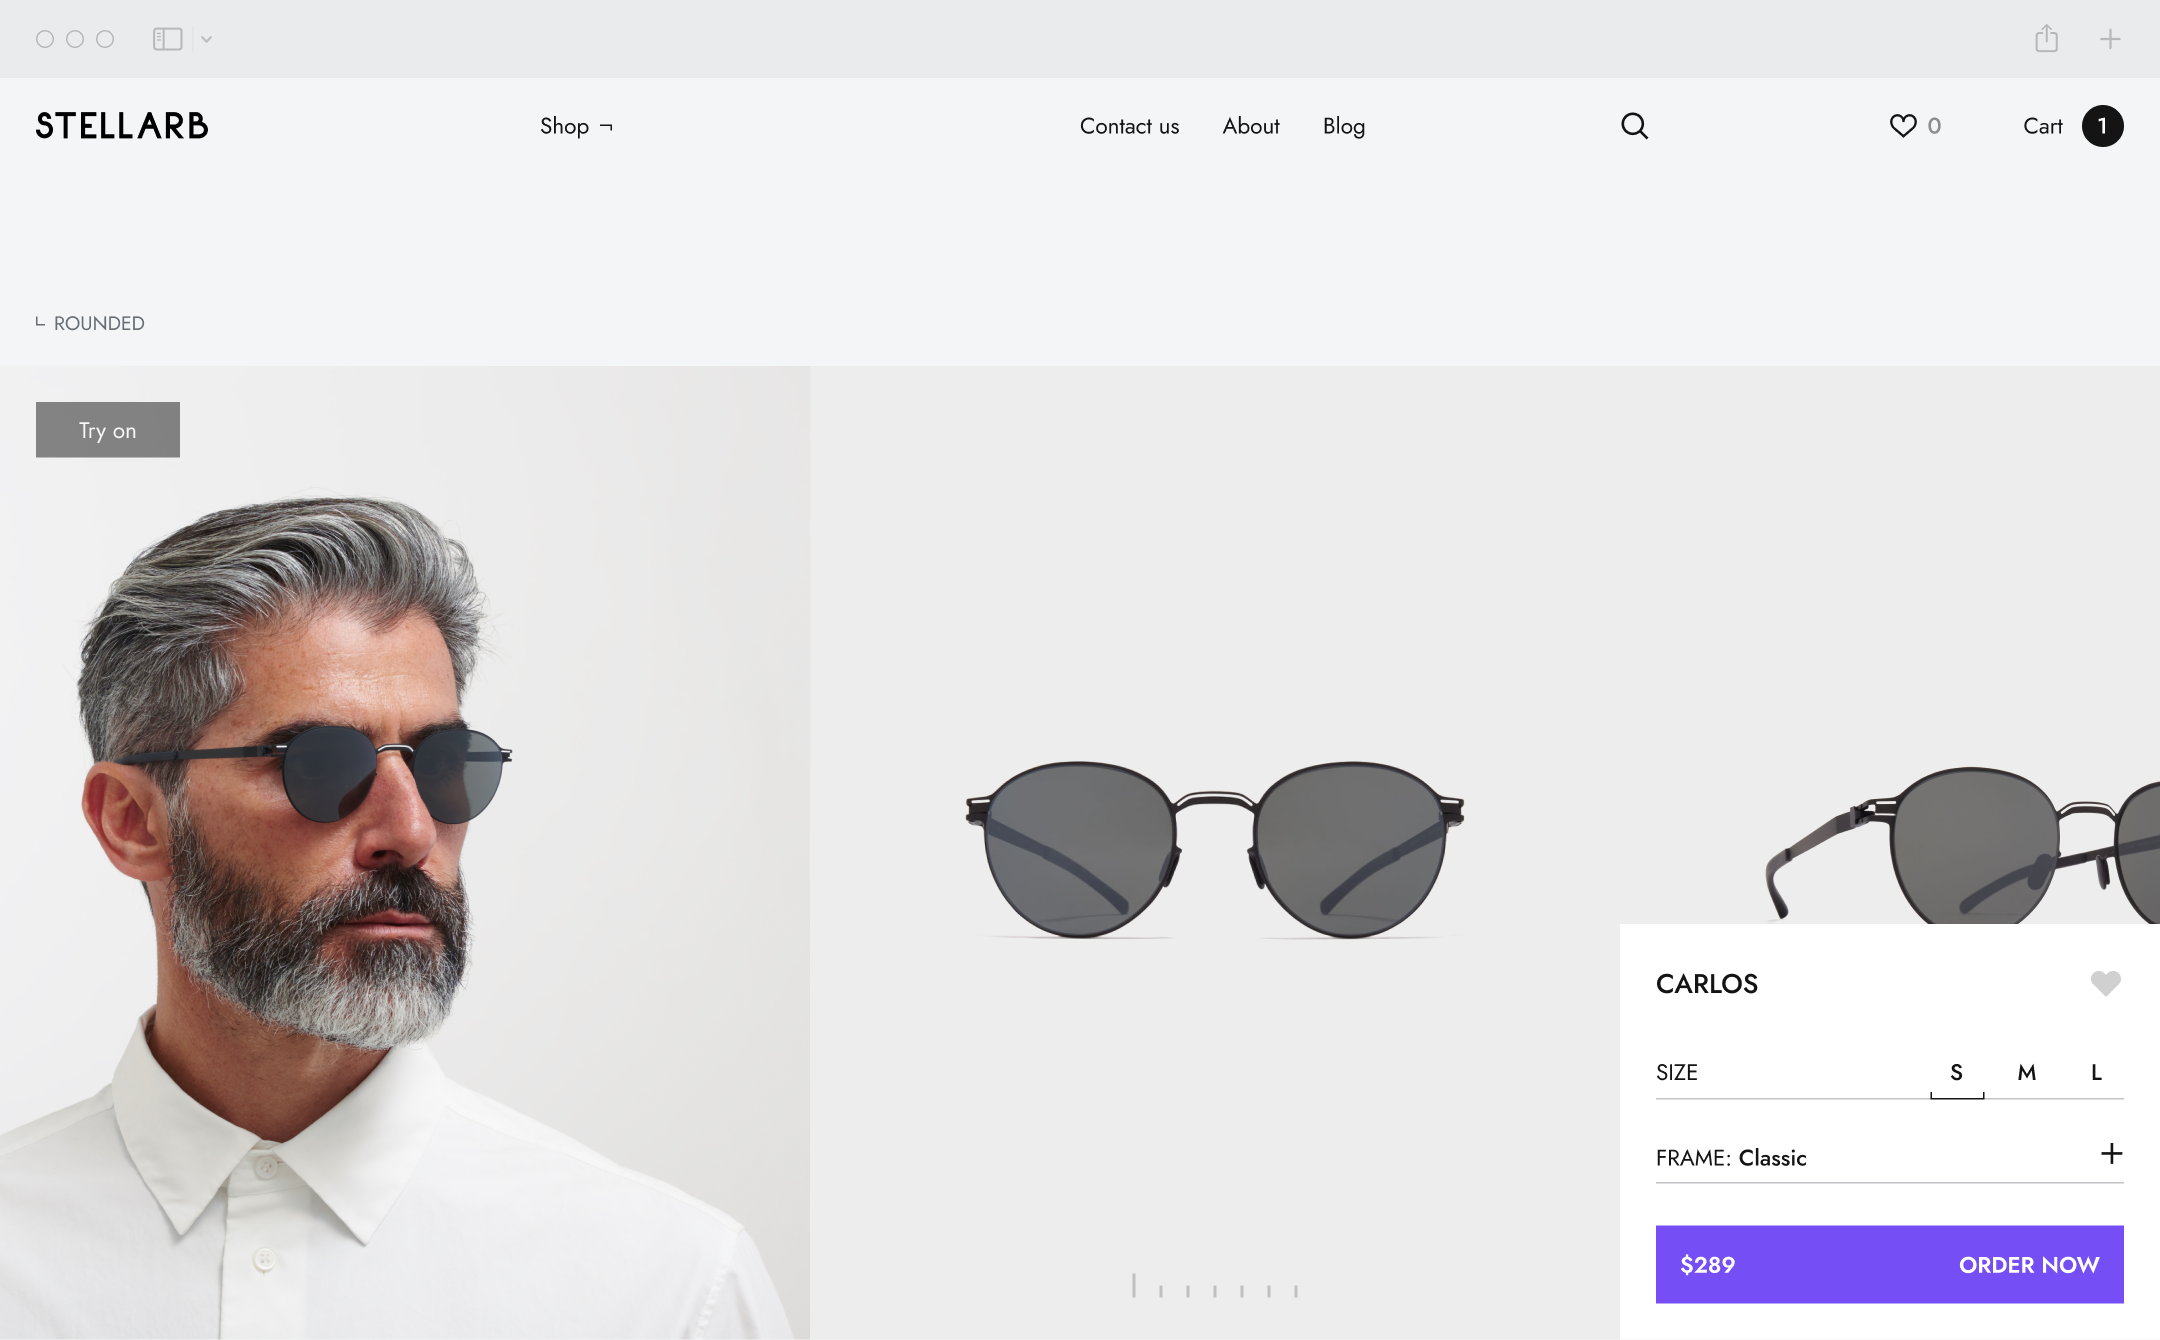 STELLARB
Shop
Contact us
About
Blog
0
Cart
1
ROUNDED
Try on
CARLOS
SIZE S M L
FRAME: Classic
$289 ORDER NOW